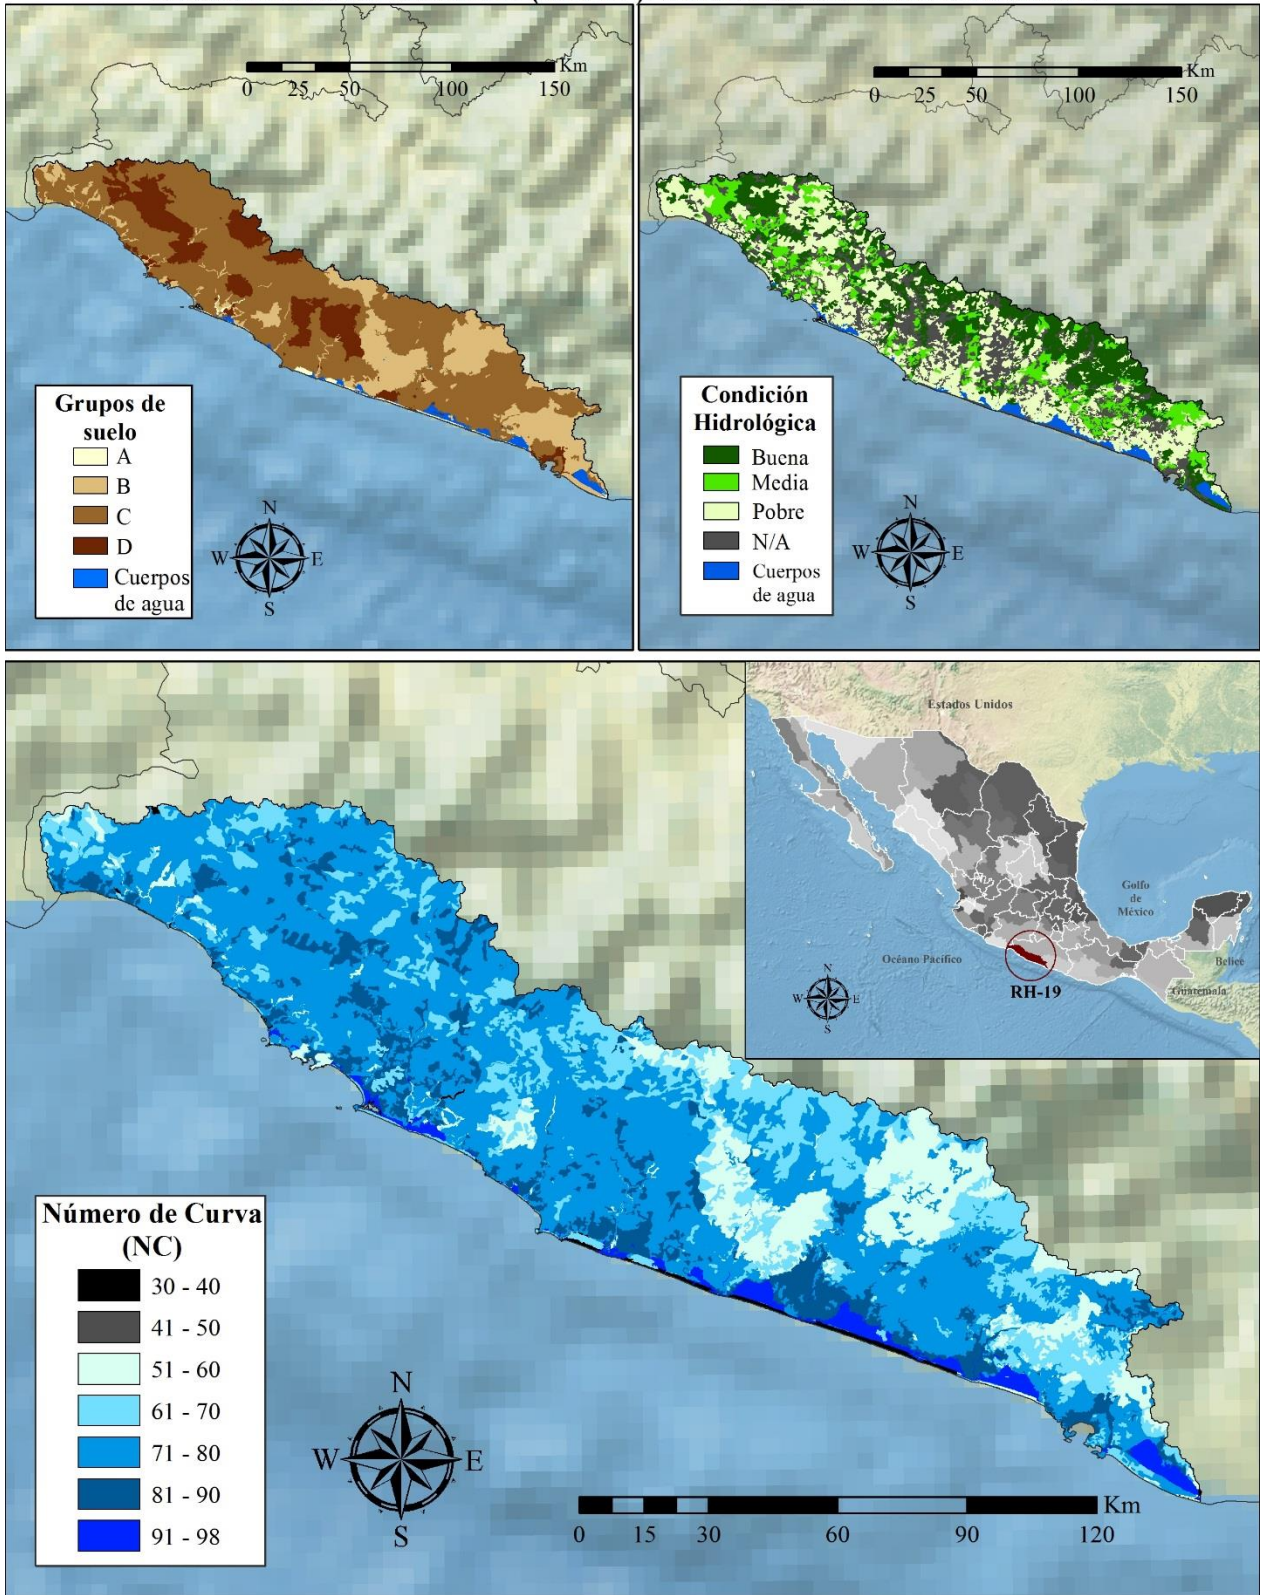 Km
0 25 50 100 150
Grupos de
suelo
A
B
C
D
Cuerpos
de agua
N
W E
S
Km
0 25 50 100 150
Condición
Hidrológica
Buena
Media
Pobre
N/A
Cuerpos
de agua
N
W E
S
Estados Unidos
Golfo
de
México
Océano Pacífico
Belice
Guatemala
RH-19
N
W E
S
Número de Curva
(NC)
30 - 40
41 - 50
51 - 60
61 - 70
71 - 80
81 - 90
91 - 98
N
W E
S
Km
0 15 30 60 90 120